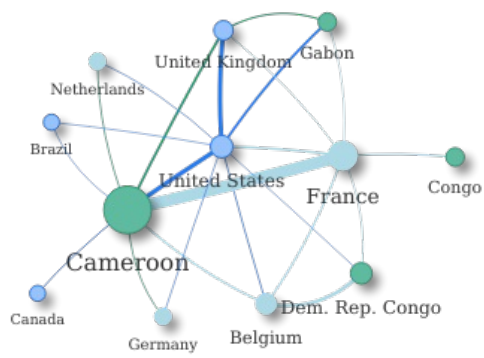 United Kingdom
Gabon
Netherlands
Brazil
United States
France
Congo
Cameroon
Dem. Rep. Congo
Canada
Belgium
Germany